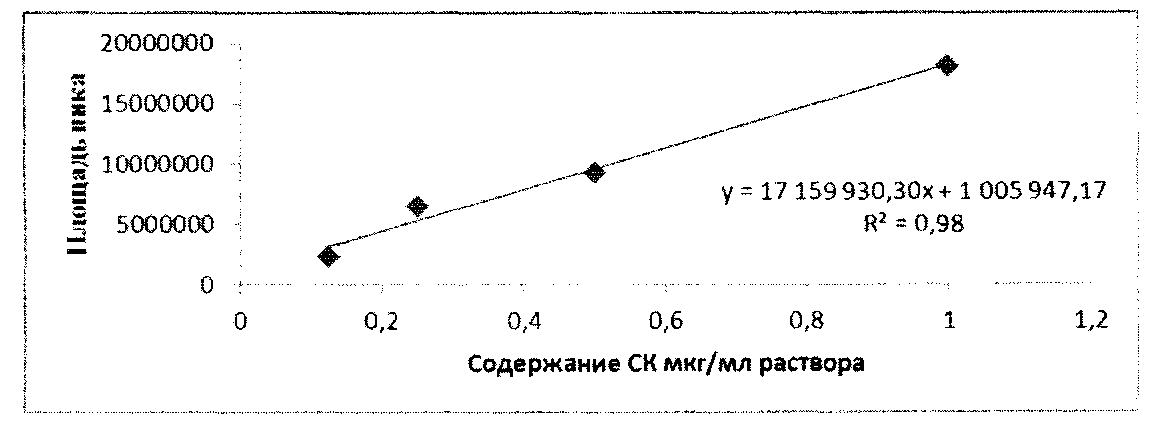 20000000
15000000
10000000
5000000
0
Площадь пика
y = 17 159 930,30x + 1 005 947,17
R² = 0,98
0 0,2 0,4 0,6 0,8 1 1,2
Содержание СК мкг/мл раствора